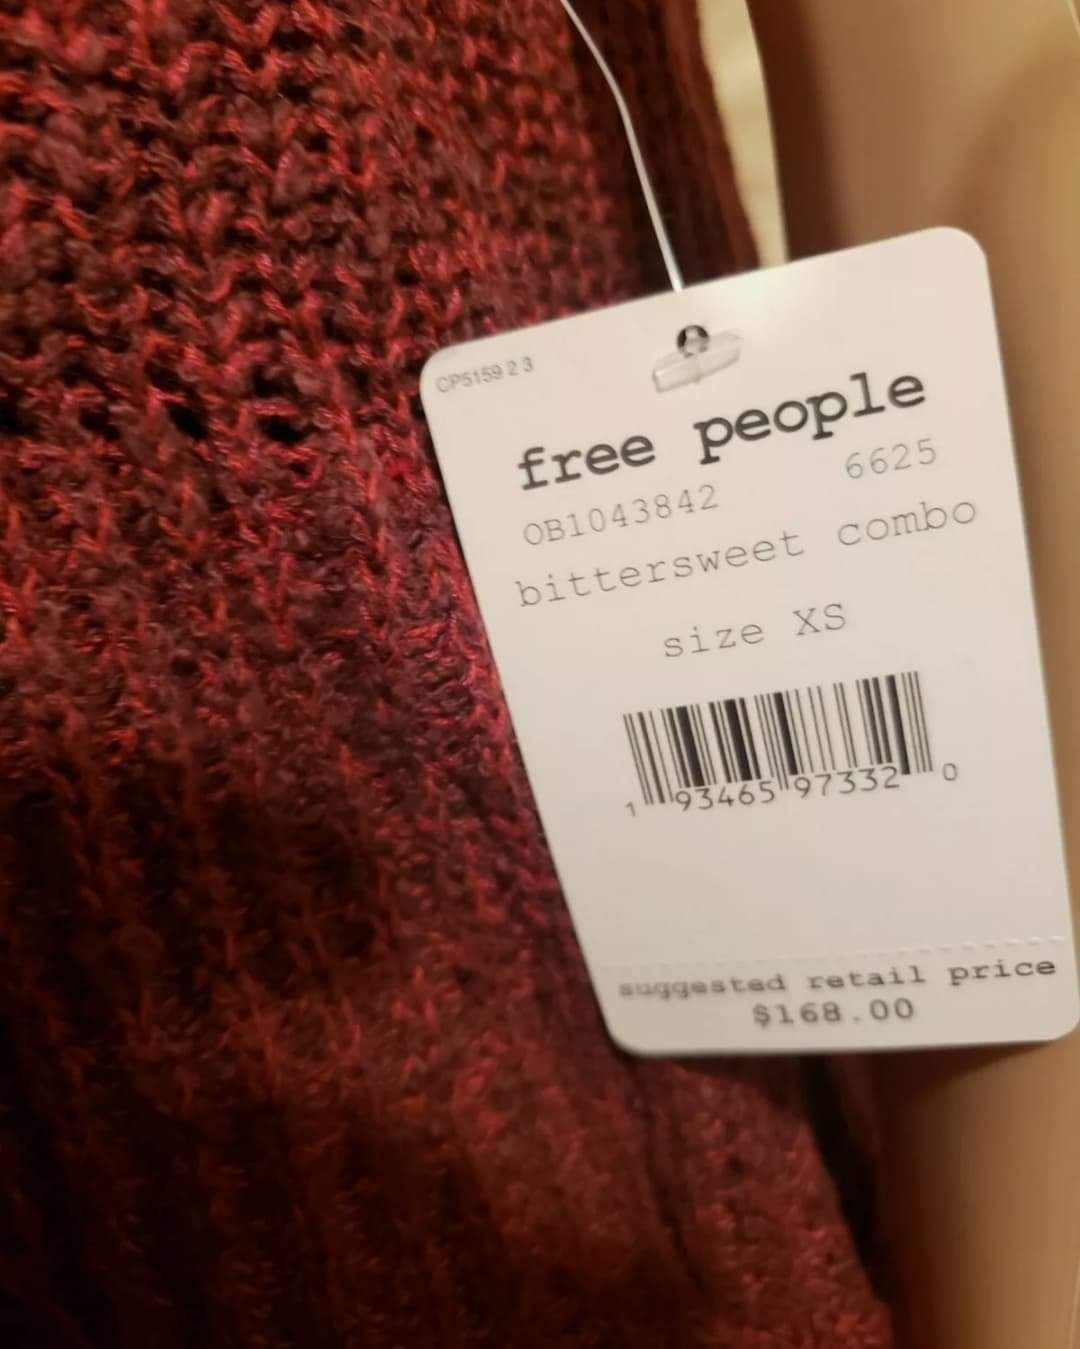 CP5159 2 3
free people
OB1043842 6625
bittersweet combo
size XS
1 93465 97332 0
suggested retail price
$168.00